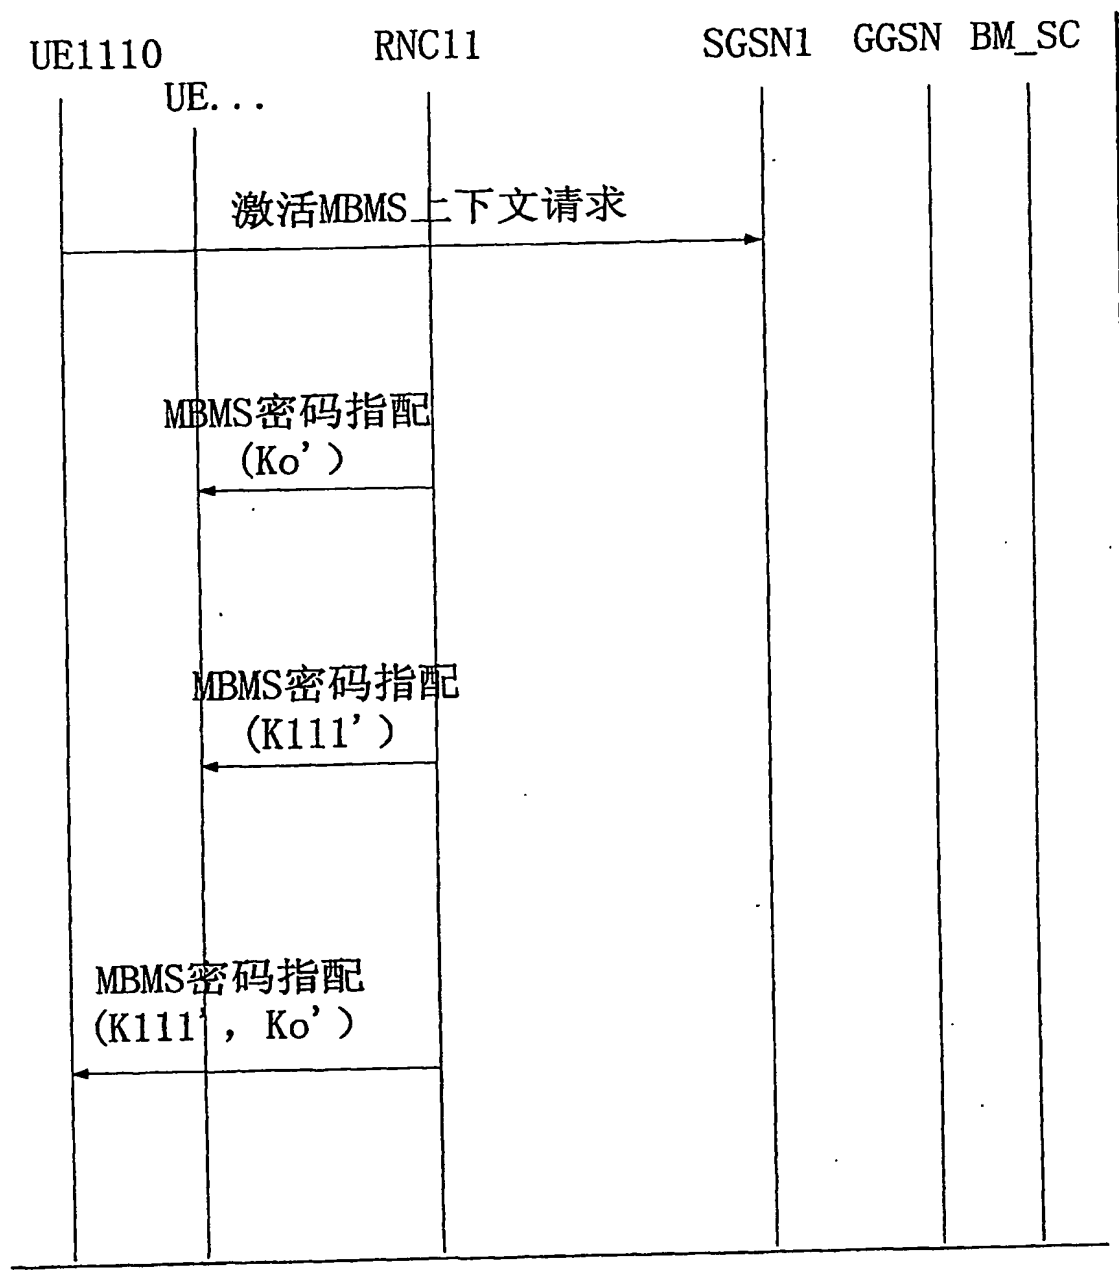 UE1110
RNC11
SGSN1
GGSN
BM_SC
UE...
激活MBMS上下文请求
MBMS密码指配
(Ko')
MBMS密码指配
(K111')
MBMS密码指配
(K111', Ko')